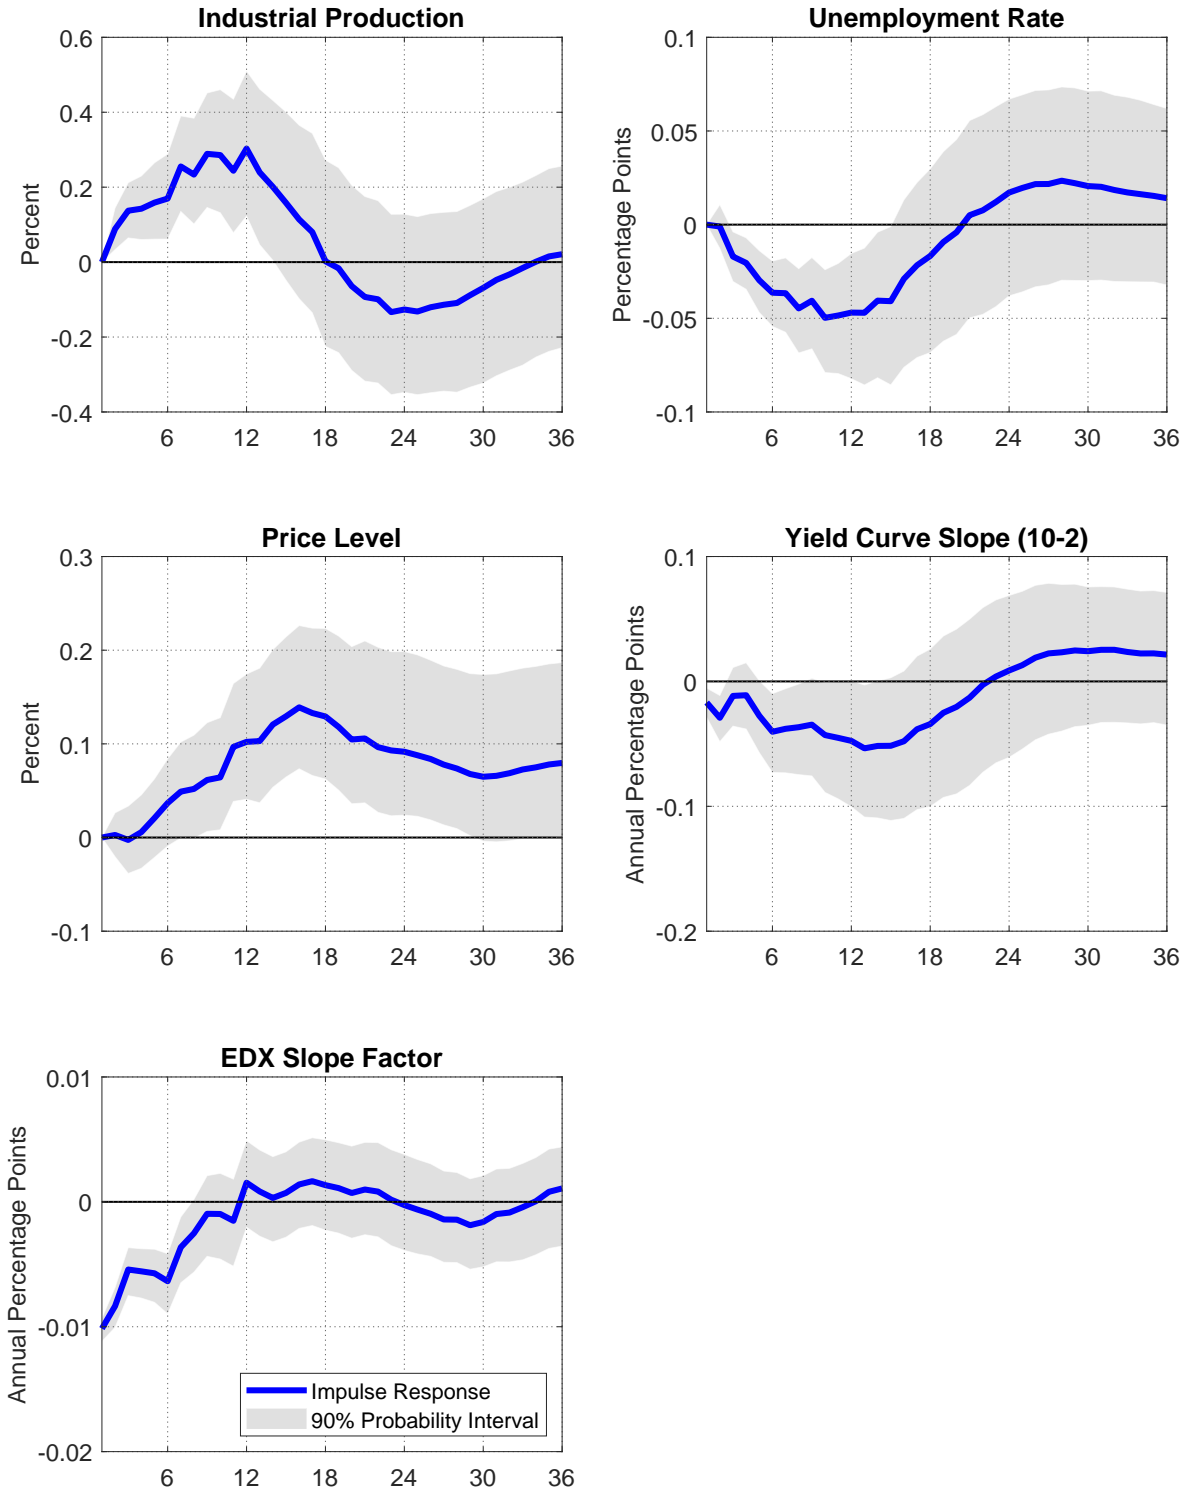 Industrial Production
Percent
0.6
0.4
0.2
0
-0.2
-0.4
6 12 18 24 30 36
Unemployment Rate
Percentage Points
0.1
0.05
0
-0.05
-0.1
6 12 18 24 30 36
Price Level
Percent
0.3
0.2
0.1
0
-0.1
6 12 18 24 30 36
Yield Curve Slope (10-2)
Annual Percentage Points
0.1
0
-0.1
-0.2
6 12 18 24 30 36
EDX Slope Factor
Annual Percentage Points
0.01
0
-0.01
-0.02
6 12 18 24 30 36
Impulse Response
90% Probability Interval